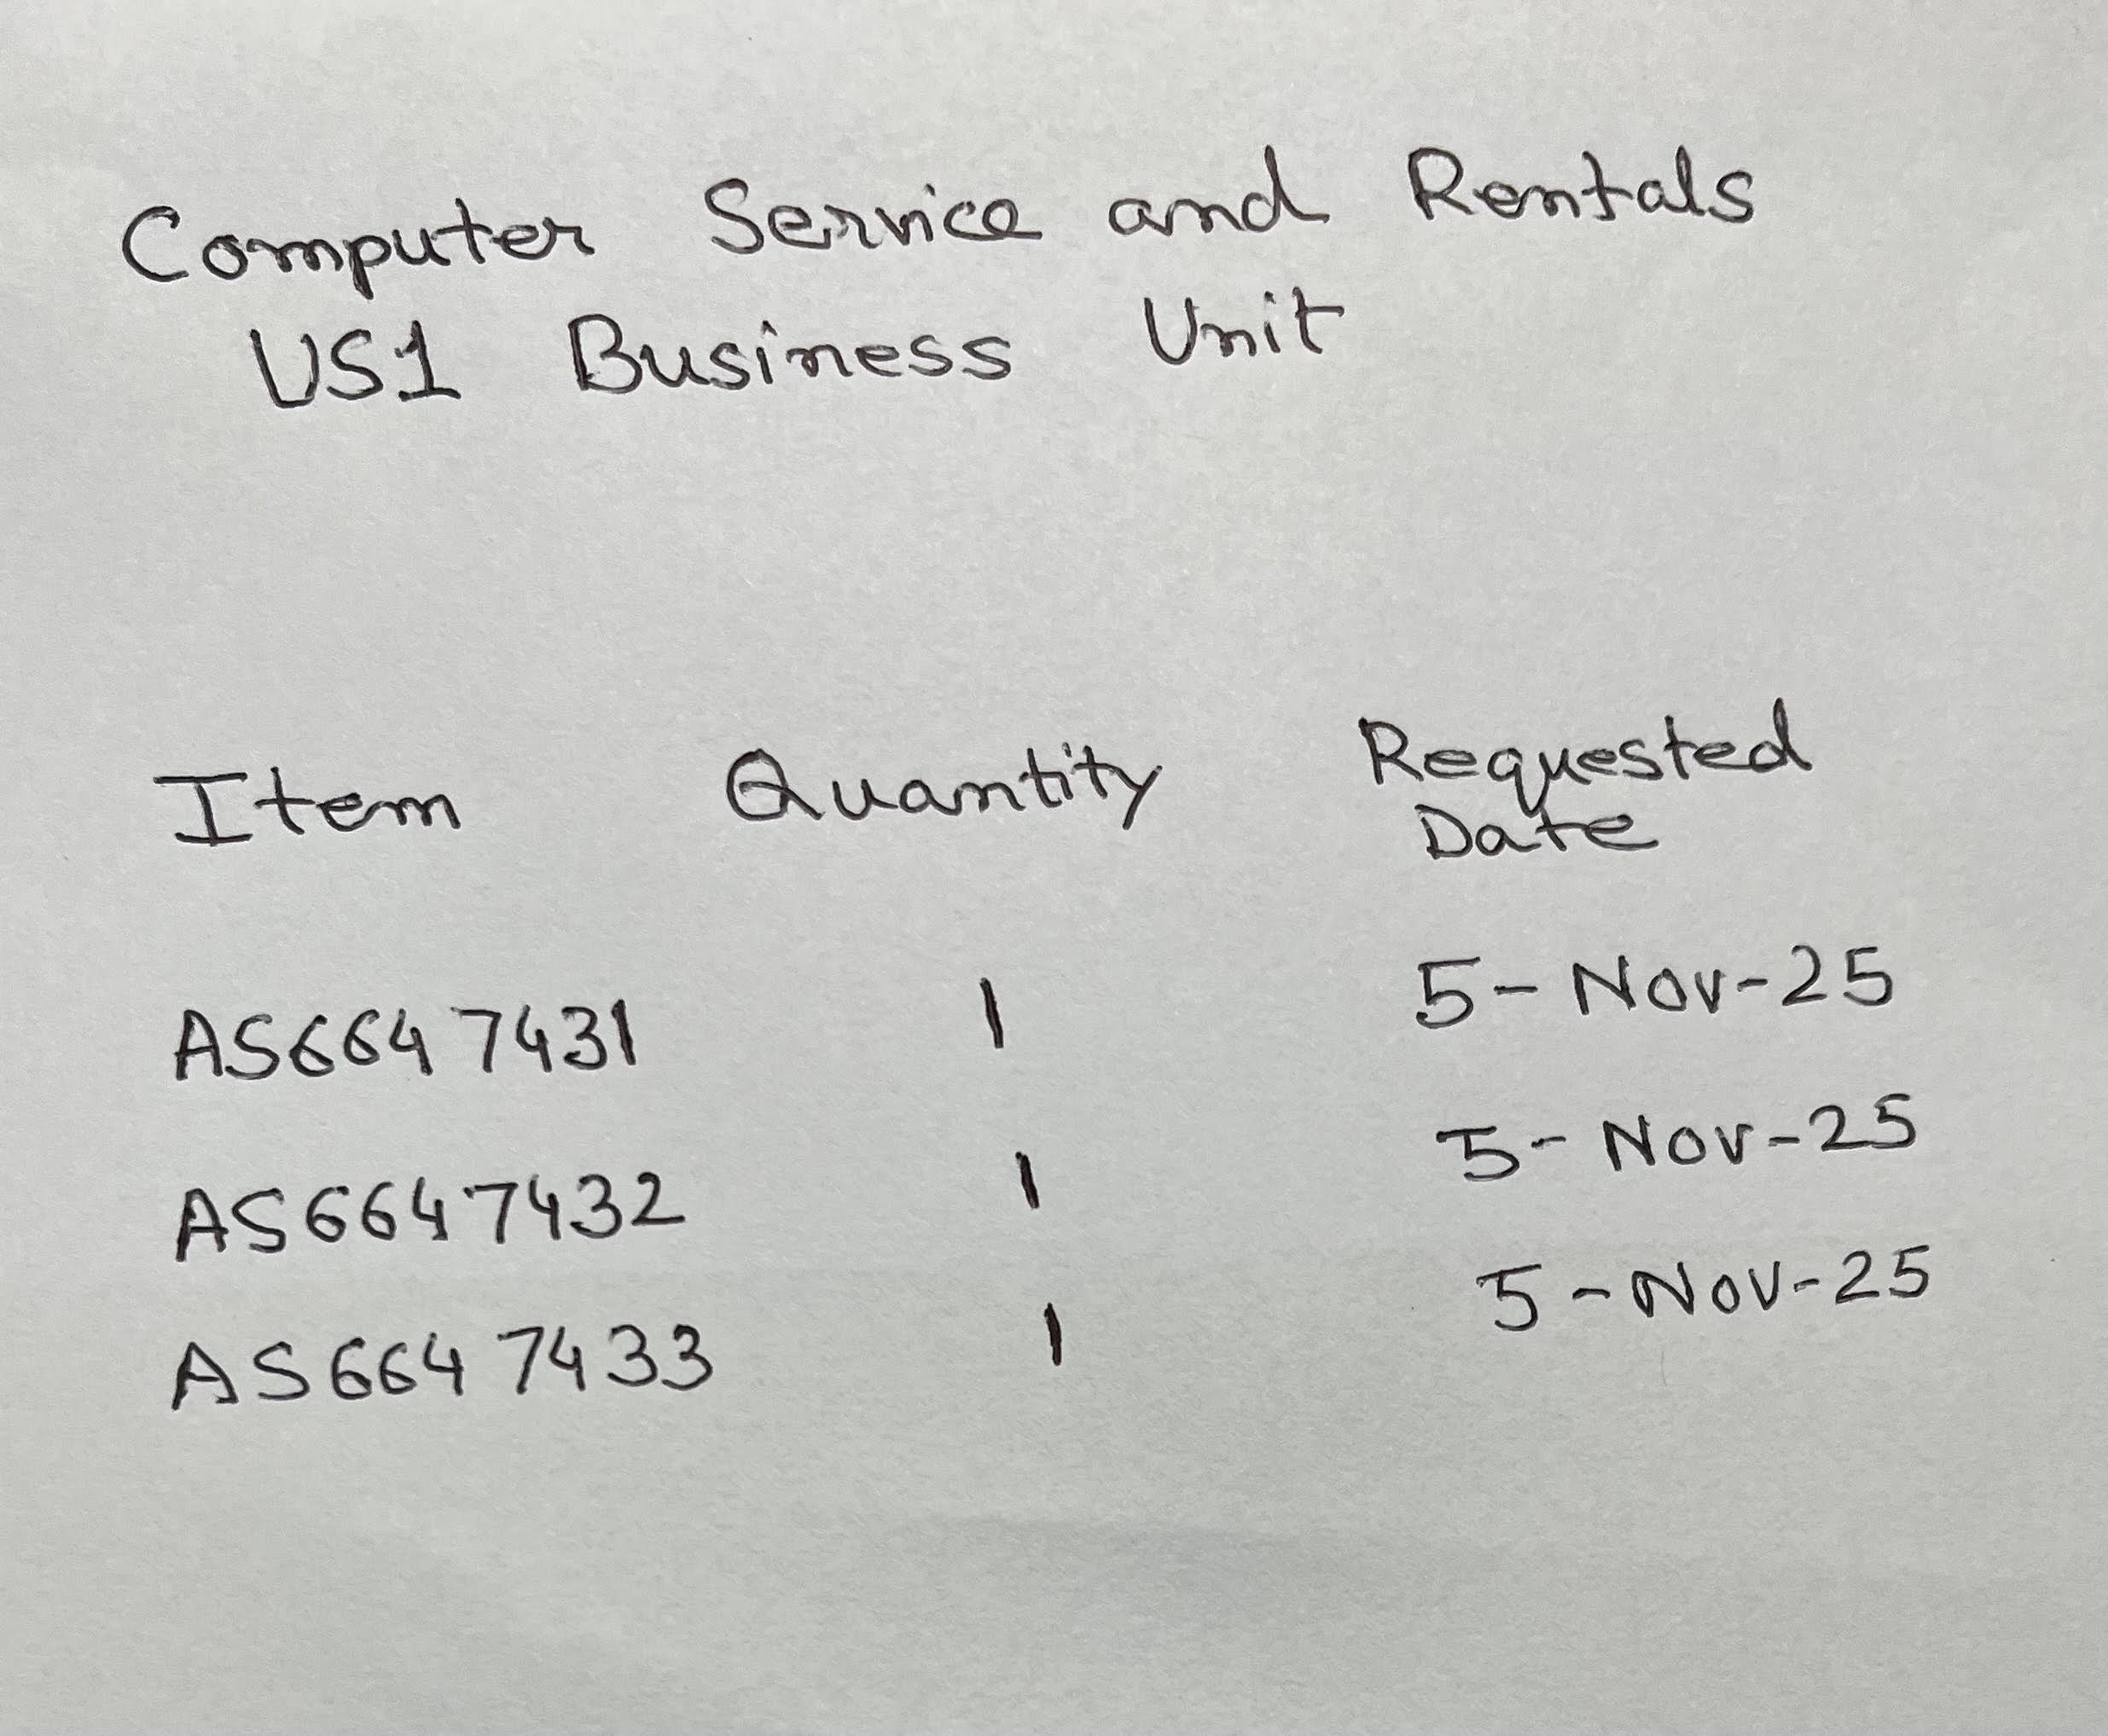 Computer Service and Rentals
US1 Business Unit
Item Quantity Requested Date
AS6647431 1 5-Nov-25
AS6647432 1 5-Nov-25
AS6647433 1 5-Nov-25